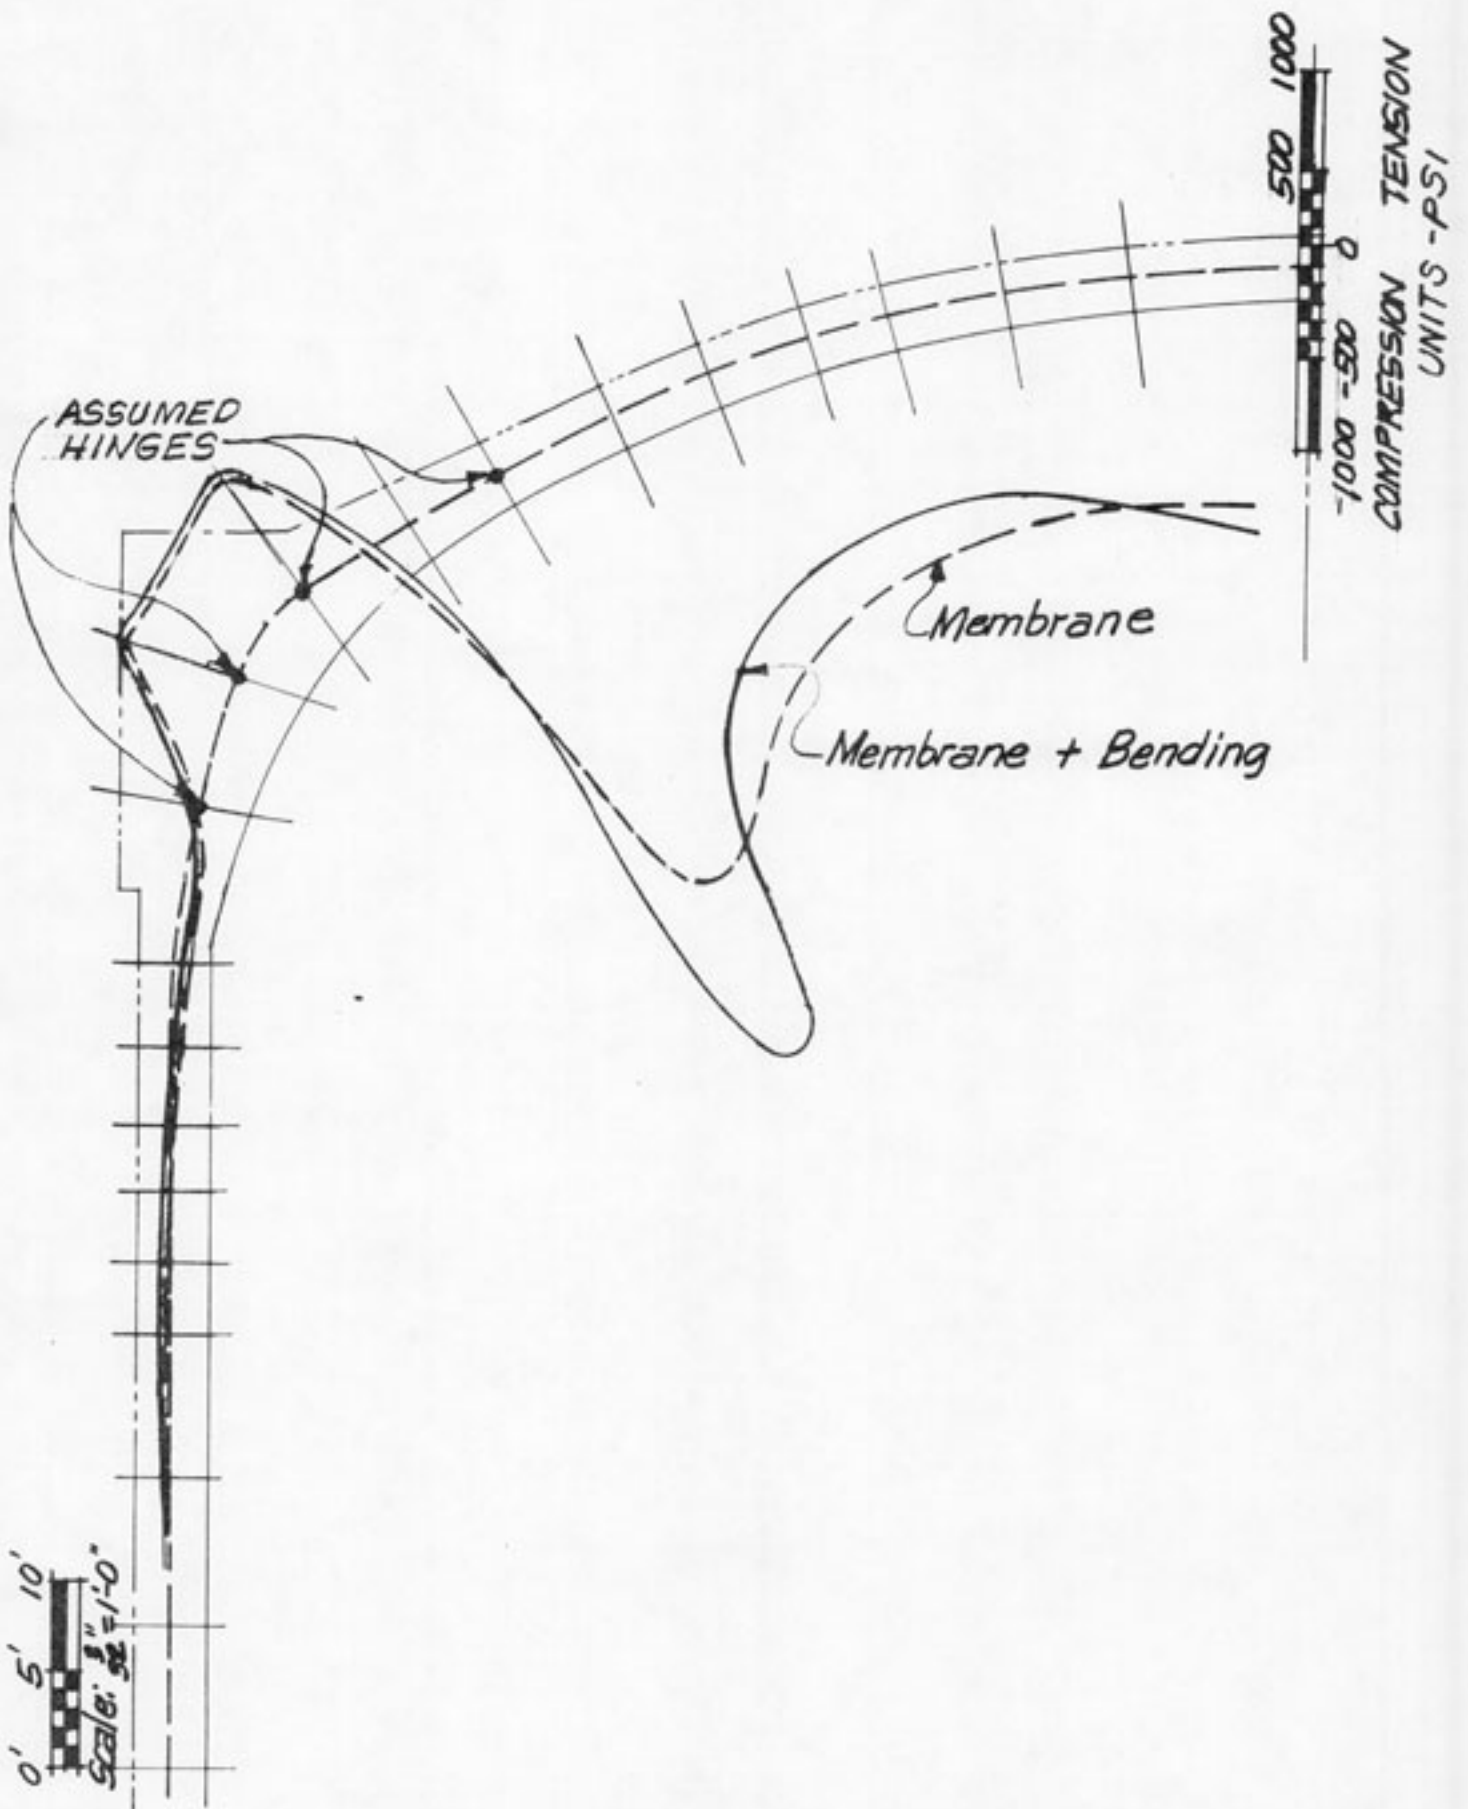 ASSUMED
HINGES
1000
500
0
-500
-1000
COMPRESSION TENSION
UNITS - PSI
Membrane
Membrane + Bending
0' 5' 10'
Scale: 3/32" = 1'-0"